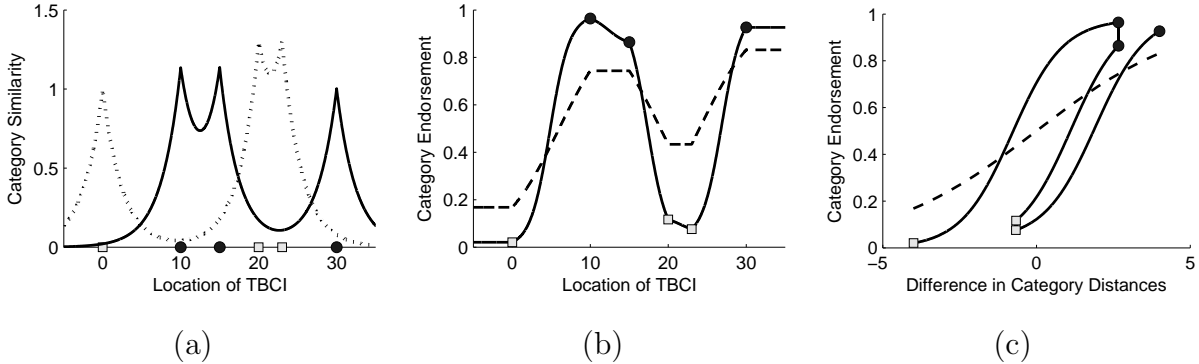 Category Similarity
1.5
1
0.5
0
0 10 20 30
Location of TBCI
(a)
Category Endorsement
1
0.8
0.6
0.4
0.2
0
0 10 20 30
Location of TBCI
(b)
Category Endorsement
1
0.8
0.6
0.4
0.2
0
−5 0 5
Difference in Category Distances
(c)